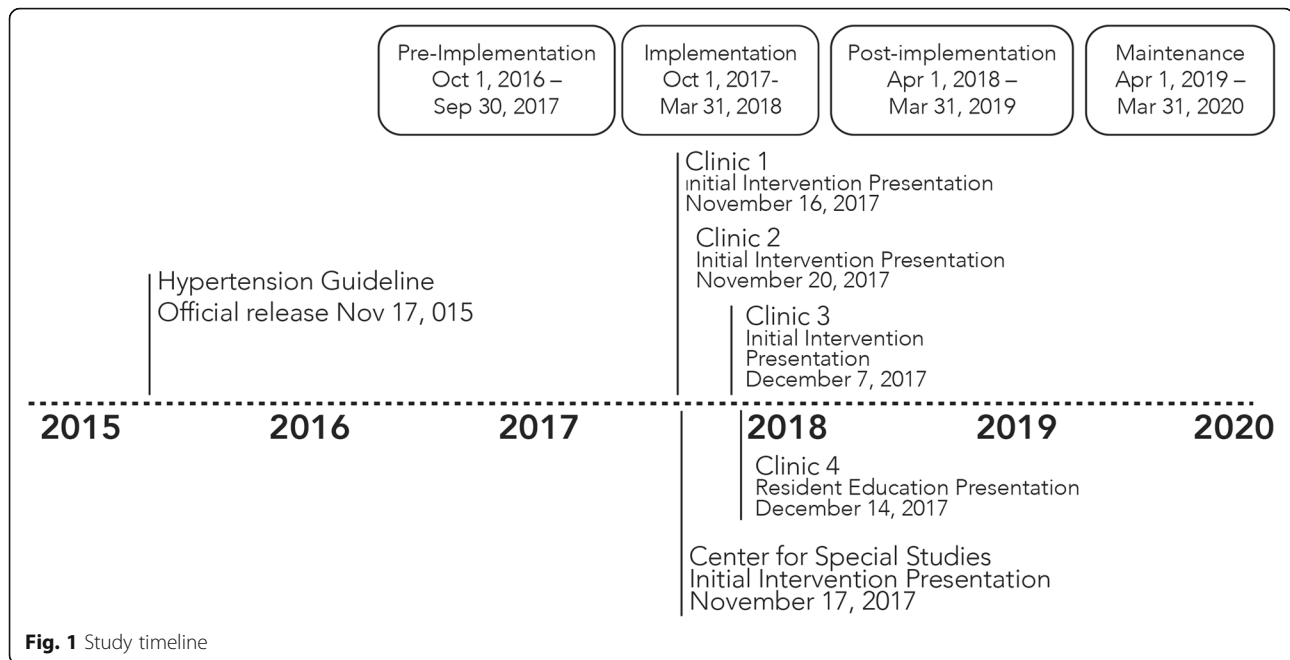 Pre-Implementation
Oct 1, 2016 –
Sep 30, 2017
Implementation
Oct 1, 2017-
Mar 31, 2018
Post-implementation
Apr 1, 2018 –
Mar 31, 2019
Maintenance
Apr 1, 2019 –
Mar 31, 2020
Clinic 1
Initial Intervention Presentation
November 16, 2017
Clinic 2
Initial Intervention Presentation
November 20, 2017
Hypertension Guideline
Official release Nov 17, 015
Clinic 3
Initial Intervention
Presentation
December 7, 2017
2015 2016 2017 2018 2019 2020
Clinic 4
Resident Education Presentation
December 14, 2017
Center for Special Studies
Initial Intervention Presentation
November 17, 2017
Fig. 1 Study timeline